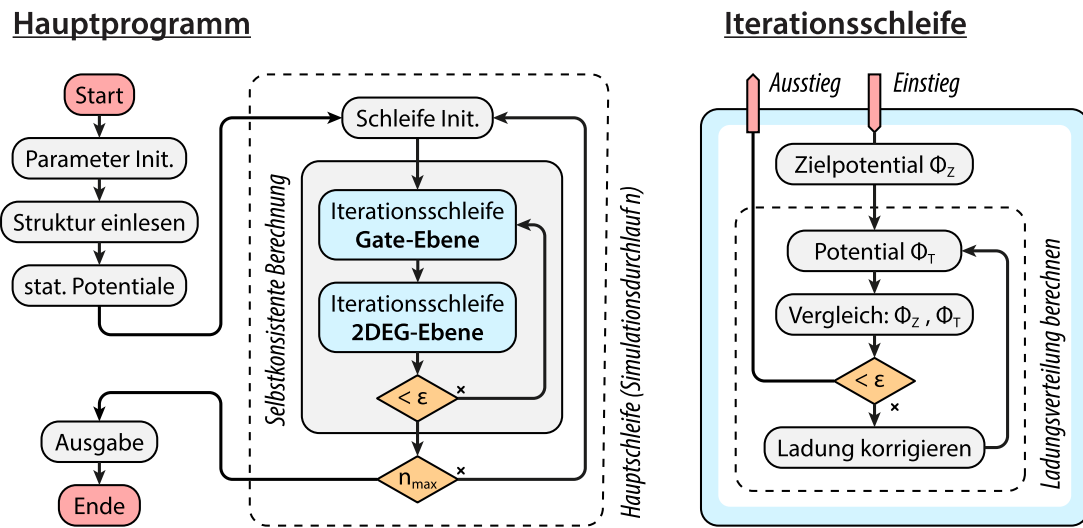 Hauptprogramm
Start
Parameter Init.
Struktur einlesen
stat. Potentiale
Ausgabe
Ende
Schleife Init.
Selbstkonsistente Berechnung
Iterationsschleife
Gate-Ebene
Iterationsschleife
2DEG-Ebene
< ε
×
n_max
×
Hauptschleife (Simulationsdurchlauf n)
Iterationsschleife
Ausstieg
Einstieg
Zielpotential Φ_Z
Potential Φ_T
Vergleich: Φ_Z , Φ_T
< ε
×
Ladung korrigieren
Ladungsverteilung berechnen